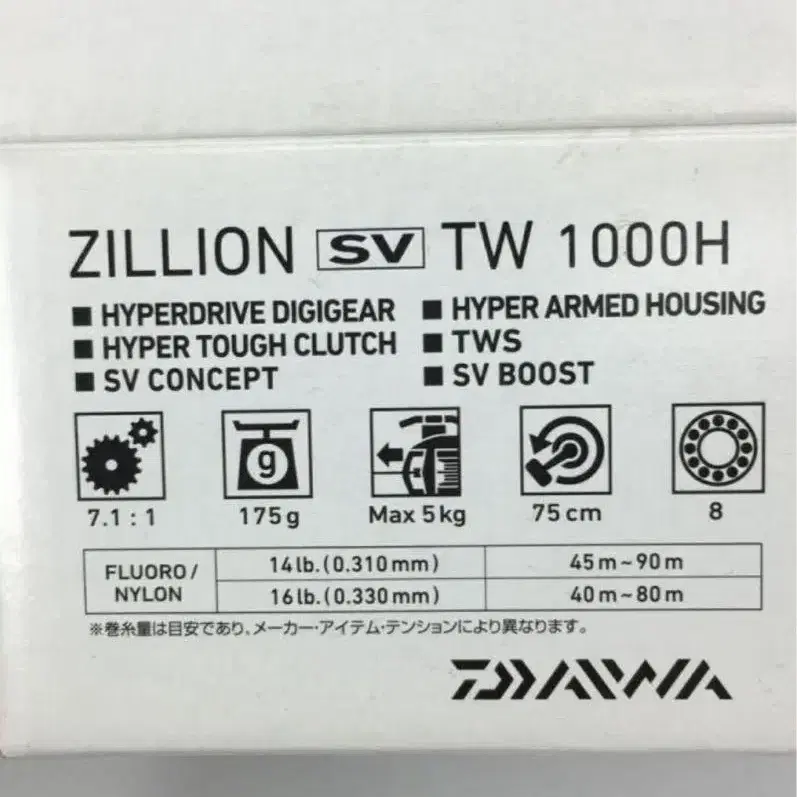 ZILLION SV TW 1000H
■ HYPERDRIVE DIGIGEAR ■ HYPER ARMED HOUSING
■ HYPER TOUGH CLUTCH ■ TWS
■ SV CONCEPT ■ SV BOOST
g
7.1 : 1 175g Max 5kg 75cm 8
FLUORO/NYLON
14lb.(0.310mm) 45m~90m
16lb.(0.330mm) 40m~80m
※巻糸量は目安であり、メーカー・アイテム・テンションにより異なります。
DAIWA